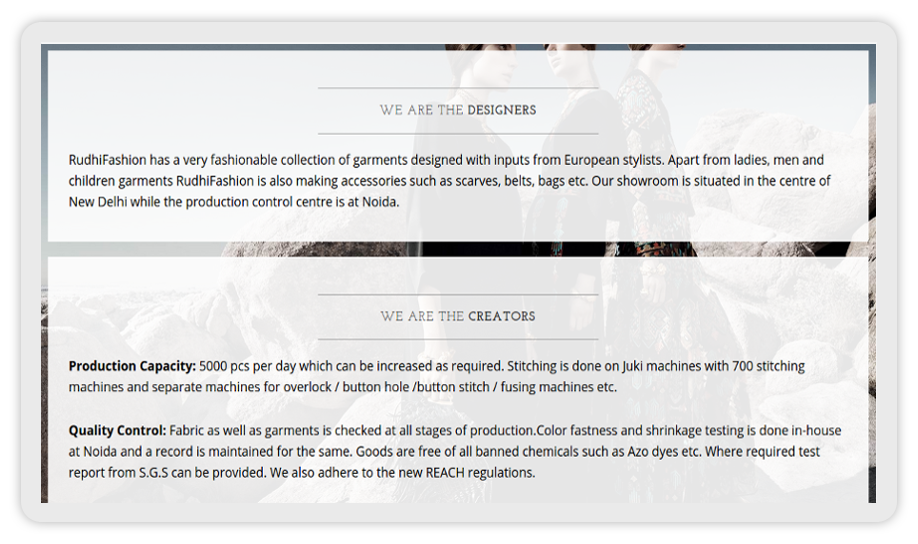 WE ARE THE DESIGNERS
RudhiFashion has a very fashionable collection of garments designed with inputs from European stylists. Apart from ladies, men and
children garments RudhiFashion is also making accessories such as scarves, belts, bags etc. Our showroom is situated in the centre of
New Delhi while the production control centre is at Noida.
WE ARE THE CREATORS
Production Capacity: 5000 pcs per day which can be increased as required. Stitching is done on Juki machines with 700 stitching
machines and separate machines for overlock / button hole /button stitch / fusing machines etc.
Quality Control: Fabric as well as garments is checked at all stages of production.Color fastness and shrinkage testing is done in-house
at Noida and a record is maintained for the same. Goods are free of all banned chemicals such as Azo dyes etc. Where required test
report from S.G.S can be provided. We also adhere to the new REACH regulations.